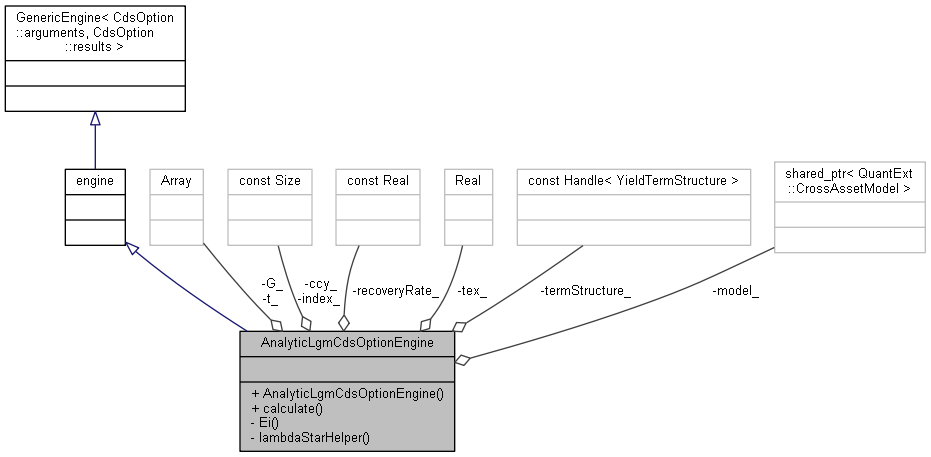 GenericEngine< CdsOption
::arguments, CdsOption
::results >
engine
Array
const Size
const Real
Real
const Handle< YieldTermStructure >
shared_ptr< QuantExt
::CrossAssetModel >
-G_
-t_
-ccy_
-index_
-recoveryRate_
-tex_
-termStructure_
-model_
AnalyticLgmCdsOptionEngine
+ AnalyticLgmCdsOptionEngine()
+ calculate()
- Ei()
- lambdaStarHelper()